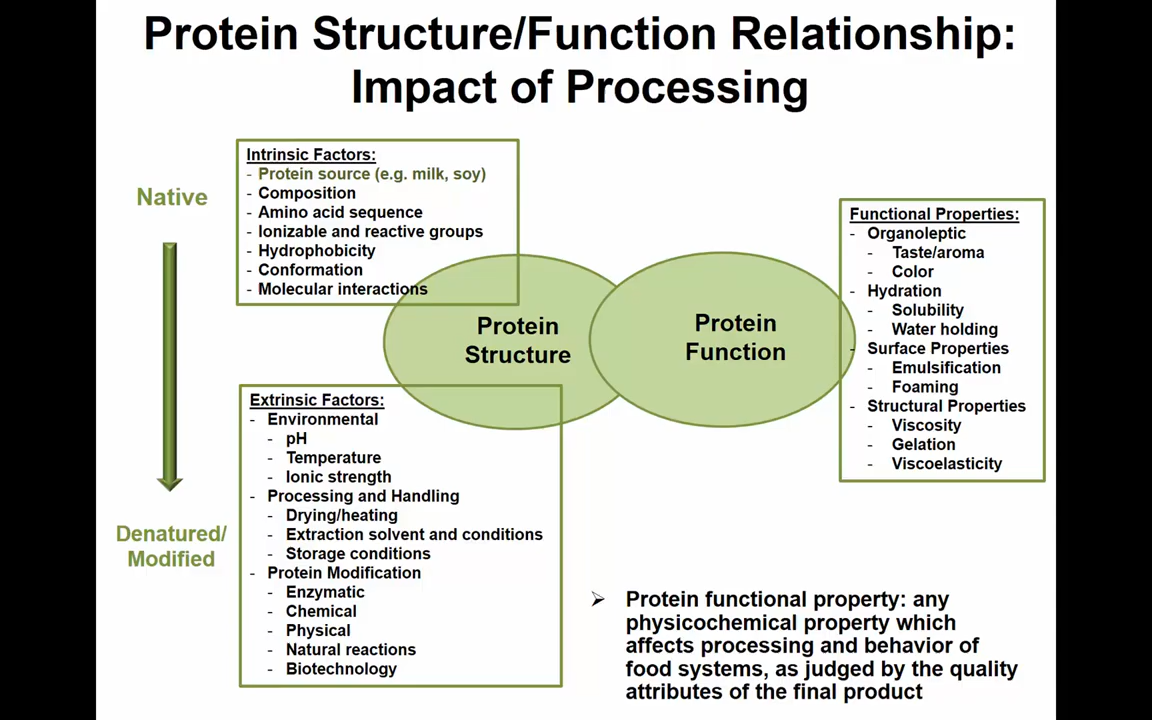 Protein Structure/Function Relationship:
Impact of Processing
Native
Denatured/
Modified
Intrinsic Factors:
- Protein source (e.g. milk, soy)
- Composition
- Amino acid sequence
- Ionizable and reactive groups
- Hydrophobicity
- Conformation
- Molecular interactions
Protein
Structure
Protein
Function
Extrinsic Factors:
- Environmental
- pH
- Temperature
- Ionic strength
- Processing and Handling
- Drying/heating
- Extraction solvent and conditions
- Storage conditions
- Protein Modification
- Enzymatic
- Chemical
- Physical
- Natural reactions
- Biotechnology
Functional Properties:
- Organoleptic
- Taste/aroma
- Color
- Hydration
- Solubility
- Water holding
- Surface Properties
- Emulsification
- Foaming
- Structural Properties
- Viscosity
- Gelation
- Viscoelasticity
➢ Protein functional property: any
physicochemical property which
affects processing and behavior of
food systems, as judged by the quality
attributes of the final product